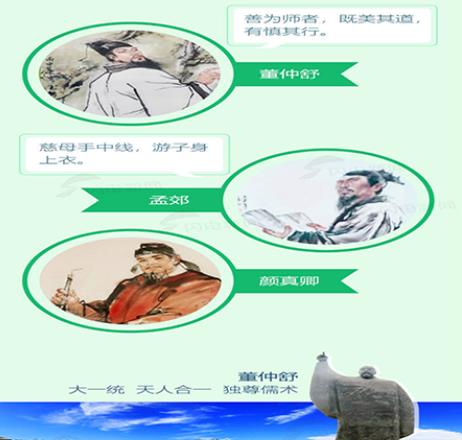 善为师者，既美其道，
有慎其行。
董仲舒
慈母手中线，游子身
上衣。
孟郊
颜真卿
董仲舒
大一统 天人合一 独尊儒术